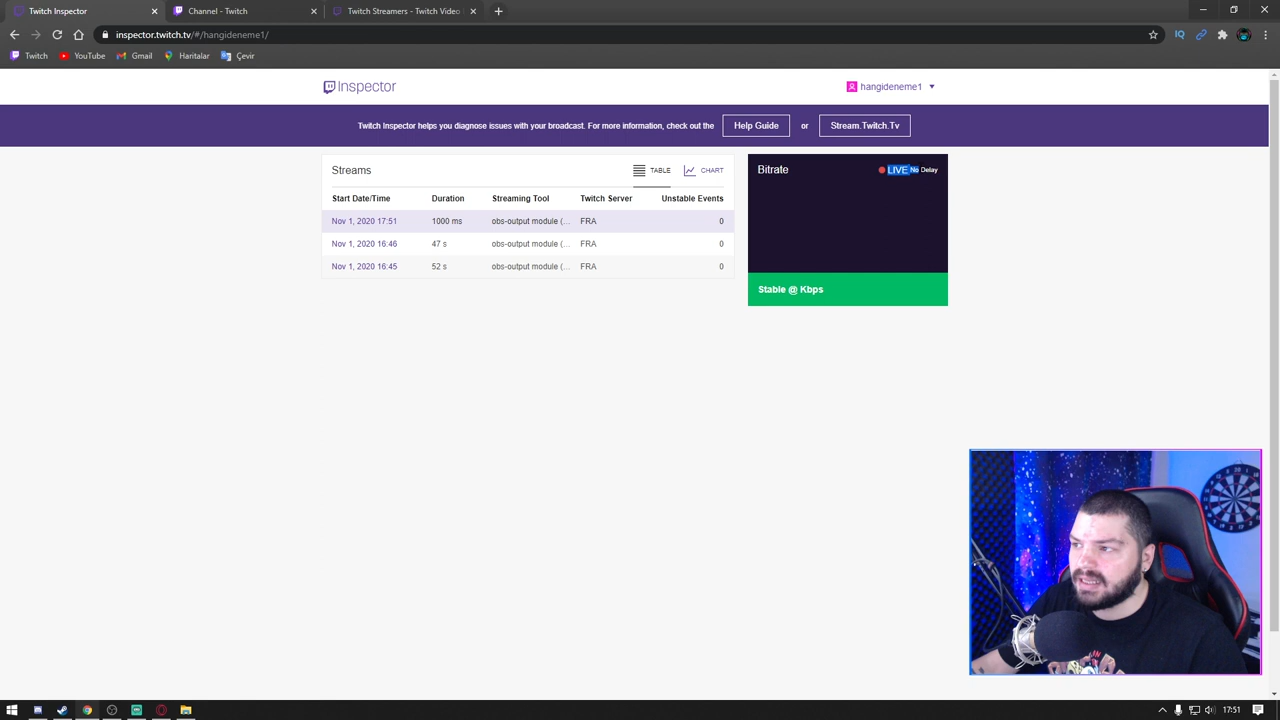 Twitch Inspector
Channel - Twitch
Twitch Streamers - Twitch Video
inspector.twitch.tv/#/hangideneme1/
Twitch
YouTube
Gmail
Haritalar
Çevir
Inspector
hangideneme1
Twitch Inspector helps you diagnose issues with your broadcast. For more information, check out the Help Guide or Stream.Twitch.Tv
Streams
TABLE
CHART
Start Date/Time Duration Streaming Tool Twitch Server Unstable Events
Nov 1, 2020 17:51 1000 ms obs-output module (... FRA 0
Nov 1, 2020 16:46 47 s obs-output module (... FRA 0
Nov 1, 2020 16:45 52 s obs-output module (... FRA 0
Bitrate
LIVE No Delay
Stable @ Kbps
17:51